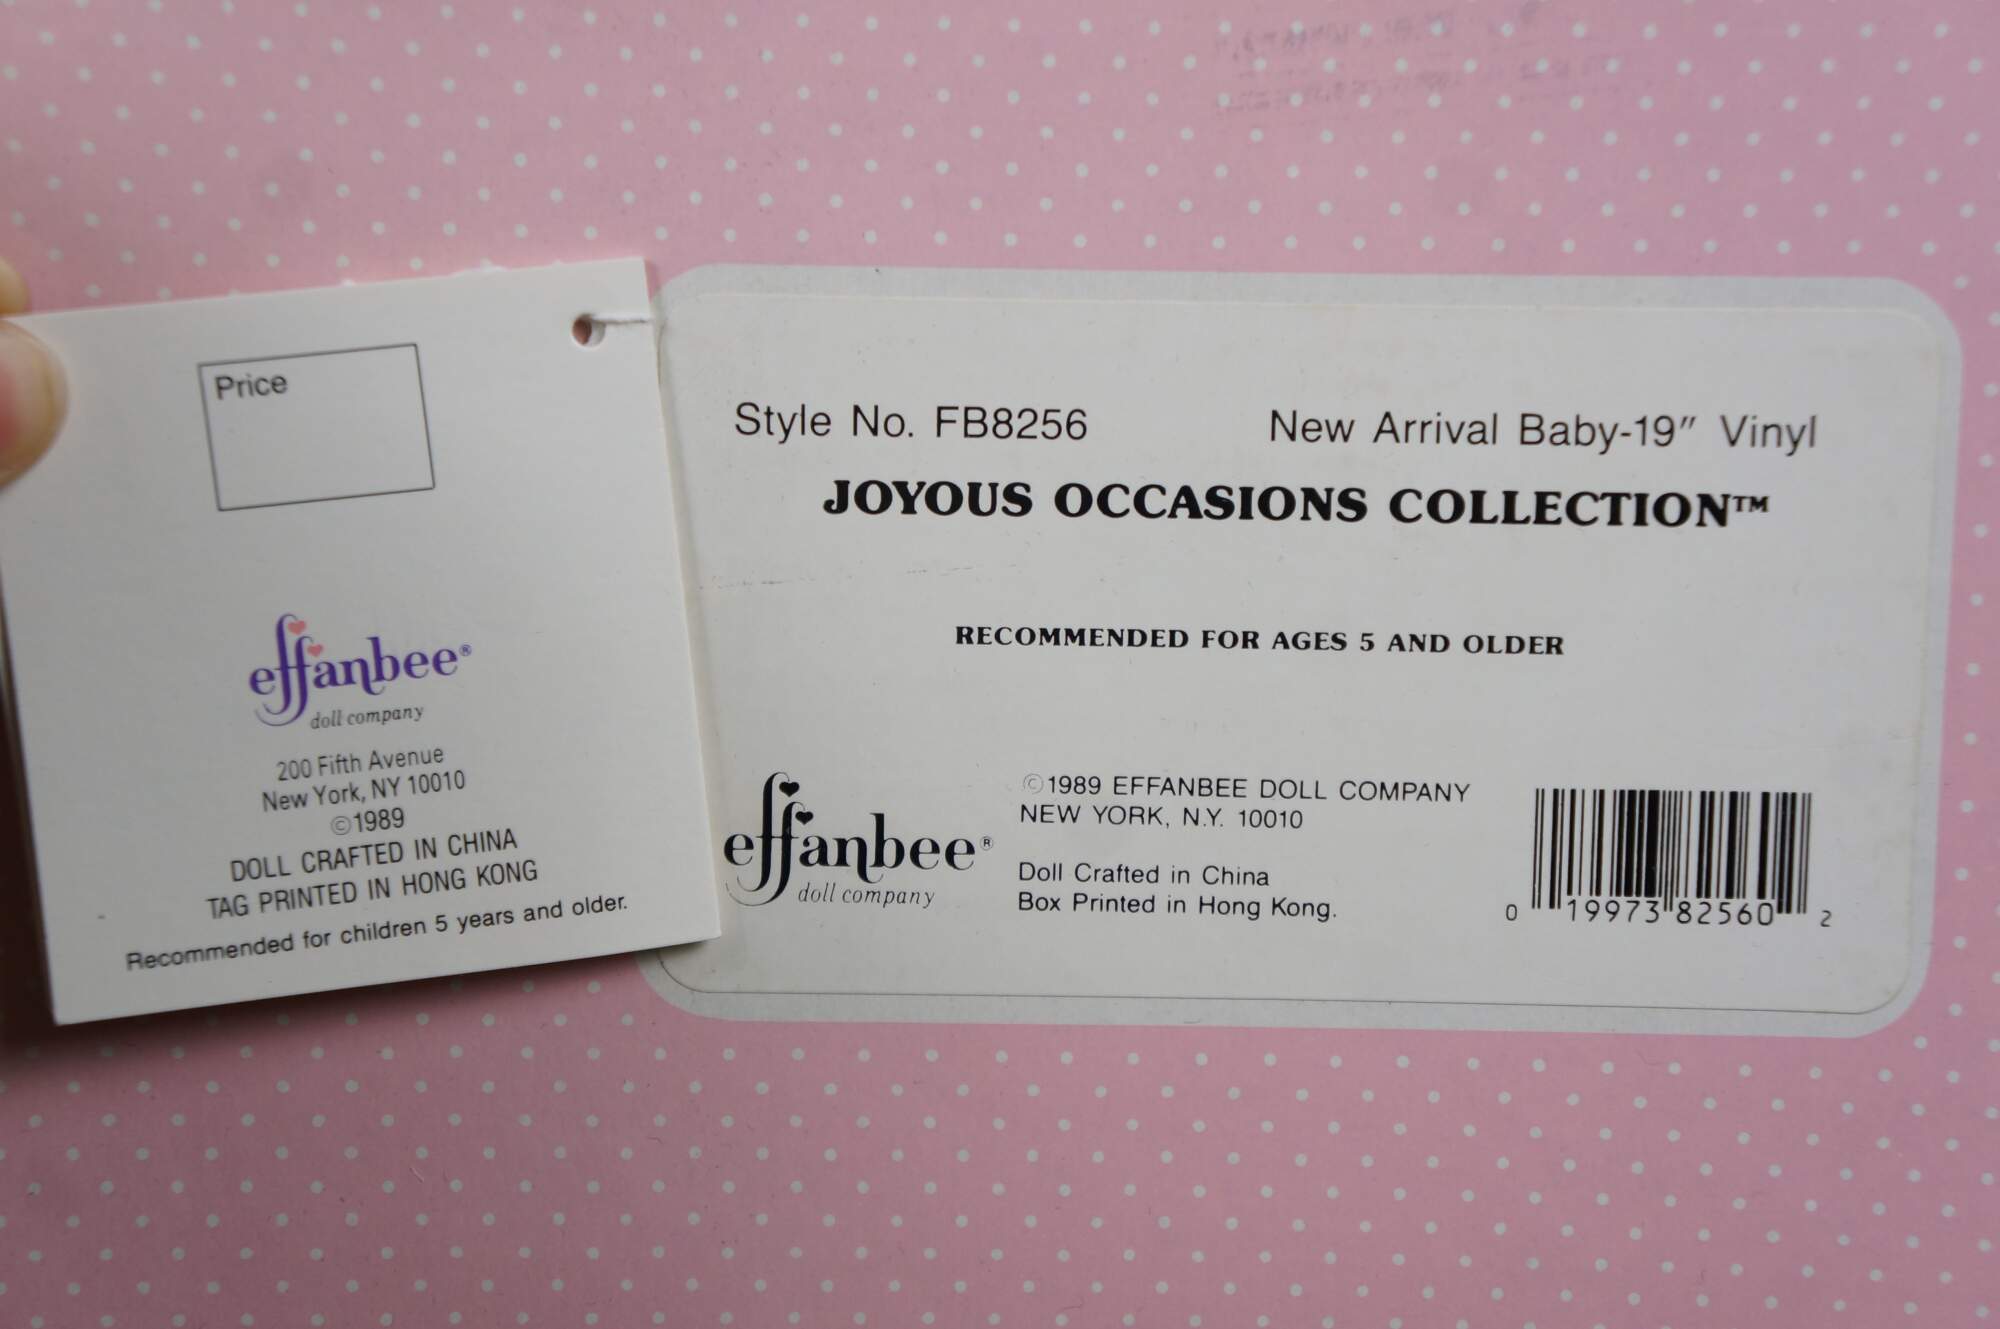 Price
effanbee®
doll company
200 Fifth Avenue
New York, NY 10010
©1989
DOLL CRAFTED IN CHINA
TAG PRINTED IN HONG KONG
Recommended for children 5 years and older.
Style No. FB8256 New Arrival Baby-19" Vinyl
JOYOUS OCCASIONS COLLECTION™
RECOMMENDED FOR AGES 5 AND OLDER
effanbee®
doll company
©1989 EFFANBEE DOLL COMPANY
NEW YORK, N.Y. 10010
Doll Crafted in China
Box Printed in Hong Kong.
0 19973 82560 2